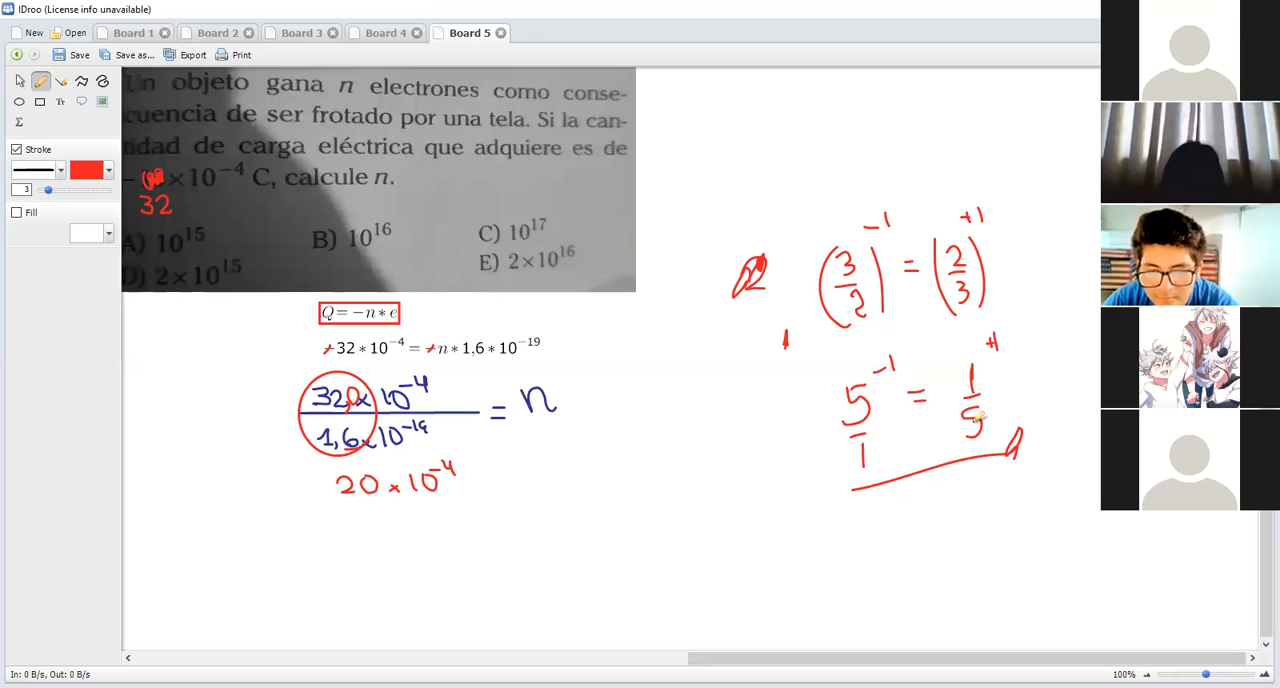 IDroo (License info unavailable)
New Open Board 1 Board 2 Board 3 Board 4 Board 5
Save Save as... Export Print
Stroke
3
Fill
Un objeto gana n electrones como conse-
cuencia de ser frotado por una tela. Si la can-
tidad de carga eléctrica que adquiere es de
×10⁻⁴ C, calcule n.
32
A) 10¹⁵ B) 10¹⁶ C) 10¹⁷
D) 2×10¹⁵ E) 2×10¹⁶
Q = −n ∗ e
−32 ∗ 10⁻⁴ = −n ∗ 1,6 ∗ 10⁻¹⁹
320 × 10⁻⁴
1,6 × 10⁻¹⁹
= n
20 × 10⁻⁴
(3/2)⁻¹ = (2/3)⁺¹
5⁻¹ = 1/5 +1
1
In: 0 B/s, Out: 0 B/s 100%